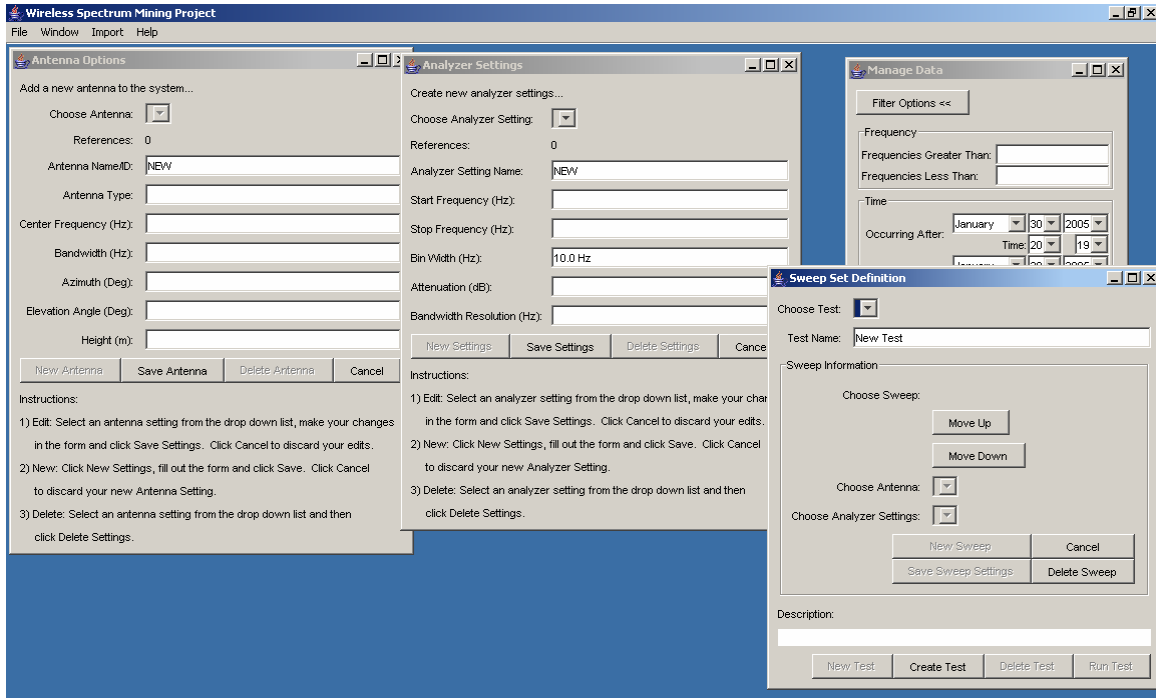 Wireless Spectrum Mining Project
File Window Import Help
Antenna Options
Add a new antenna to the system...
Choose Antenna:
References: 0
Antenna Name/ID: NEW
Antenna Type:
Center Frequency (Hz):
Bandwidth (Hz):
Azimuth (Deg):
Elevation Angle (Deg):
Height (m):
New Antenna Save Antenna Delete Antenna Cancel
Instructions:
1) Edit: Select an antenna setting from the drop down list, make your changes
in the form and click Save Settings. Click Cancel to discard your edits.
2) New: Click New Settings, fill out the form and click Save. Click Cancel
to discard your new Antenna Setting.
3) Delete: Select an antenna setting from the drop down list and then
click Delete Settings.
Analyzer Settings
Create new analyzer settings...
Choose Analyzer Setting:
References: 0
Analyzer Setting Name: NEW
Start Frequency (Hz):
Stop Frequency (Hz):
Bin Width (Hz): 10.0 Hz
Attenuation (dB):
Bandwidth Resolution (Hz):
New Settings Save Settings Delete Settings Cance
Instructions:
1) Edit: Select an analyzer setting from the drop down list, make your char
in the form and click Save Settings. Click Cancel to discard your edits.
2) New: Click New Settings, fill out the form and click Save. Click Cancel
to discard your new Analyzer Setting.
3) Delete: Select an analyzer setting from the drop down list and then
click Delete Settings.
Manage Data
Filter Options <<
Frequency
Frequencies Greater Than:
Frequencies Less Than:
Time
Occurring After: January 30 2005
Time: 20 19
Sweep Set Definition
Choose Test:
Test Name: New Test
Sweep Information
Choose Sweep:
Move Up
Move Down
Choose Antenna:
Choose Analyzer Settings:
New Sweep Cancel
Save Sweep Settings Delete Sweep
Description:
New Test Create Test Delete Test Run Test